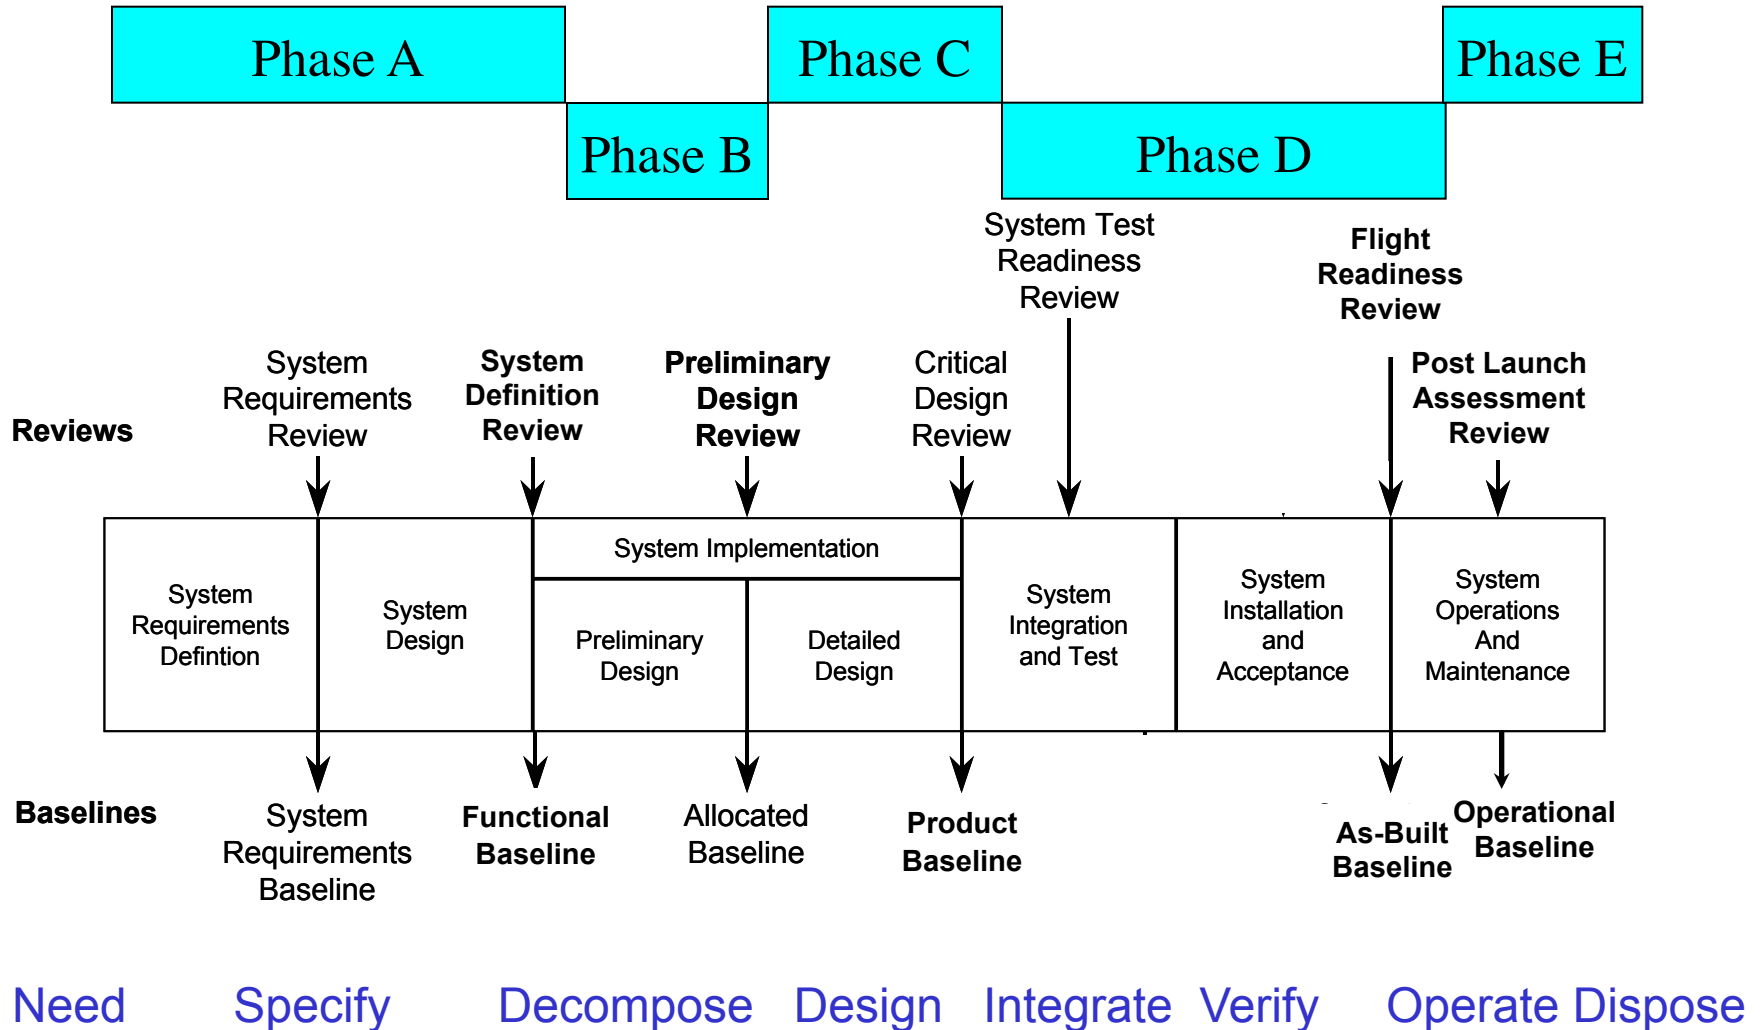 Phase A
Phase C
Phase E
Phase B
Phase D
System Test
Readiness
Review
Flight
Readiness
Review
System
Requirements
Review
System
Definition
Review
Preliminary
Design
Review
Critical
Design
Review
Post Launch
Assessment
Review
Reviews
System Implementation
System
Requirements
Defintion
System
Design
Preliminary
Design
Detailed
Design
System
Integration
and Test
System
Installation
and
Acceptance
System
Operations
And
Maintenance
Baselines
System
Requirements
Baseline
Functional
Baseline
Allocated
Baseline
Product
Baseline
As-Built
Baseline
Operational
Baseline
Need Specify Decompose Design Integrate Verify Operate Dispose